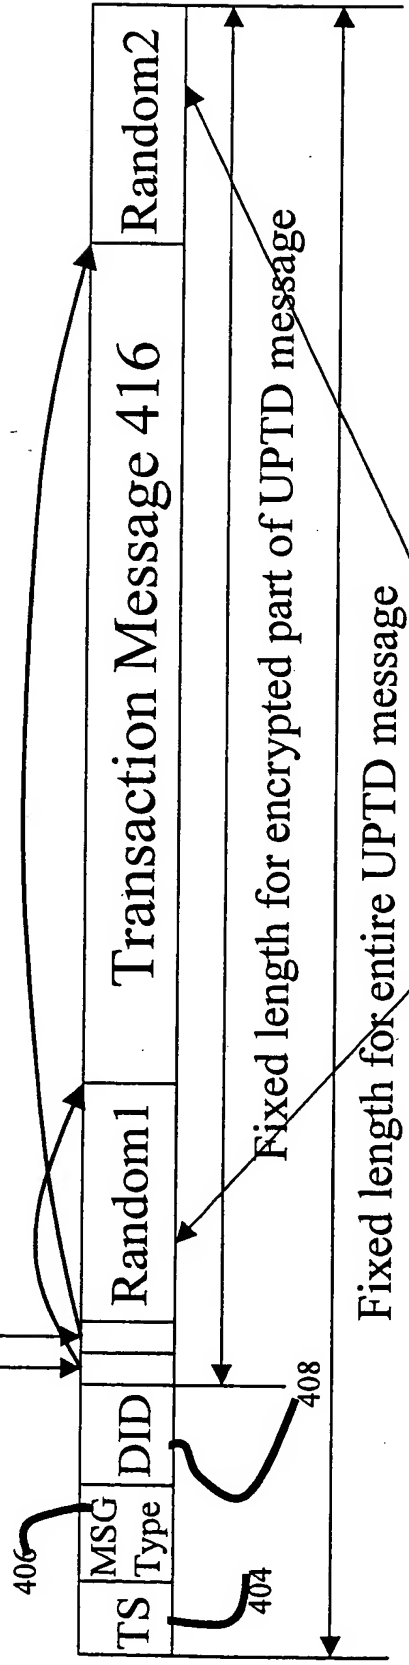 406
TS
MSG
Type
DID
Random1
Transaction Message 416
Random2
404
408
Fixed length for encrypted part of UPTD message
Fixed length for entire UPTD message